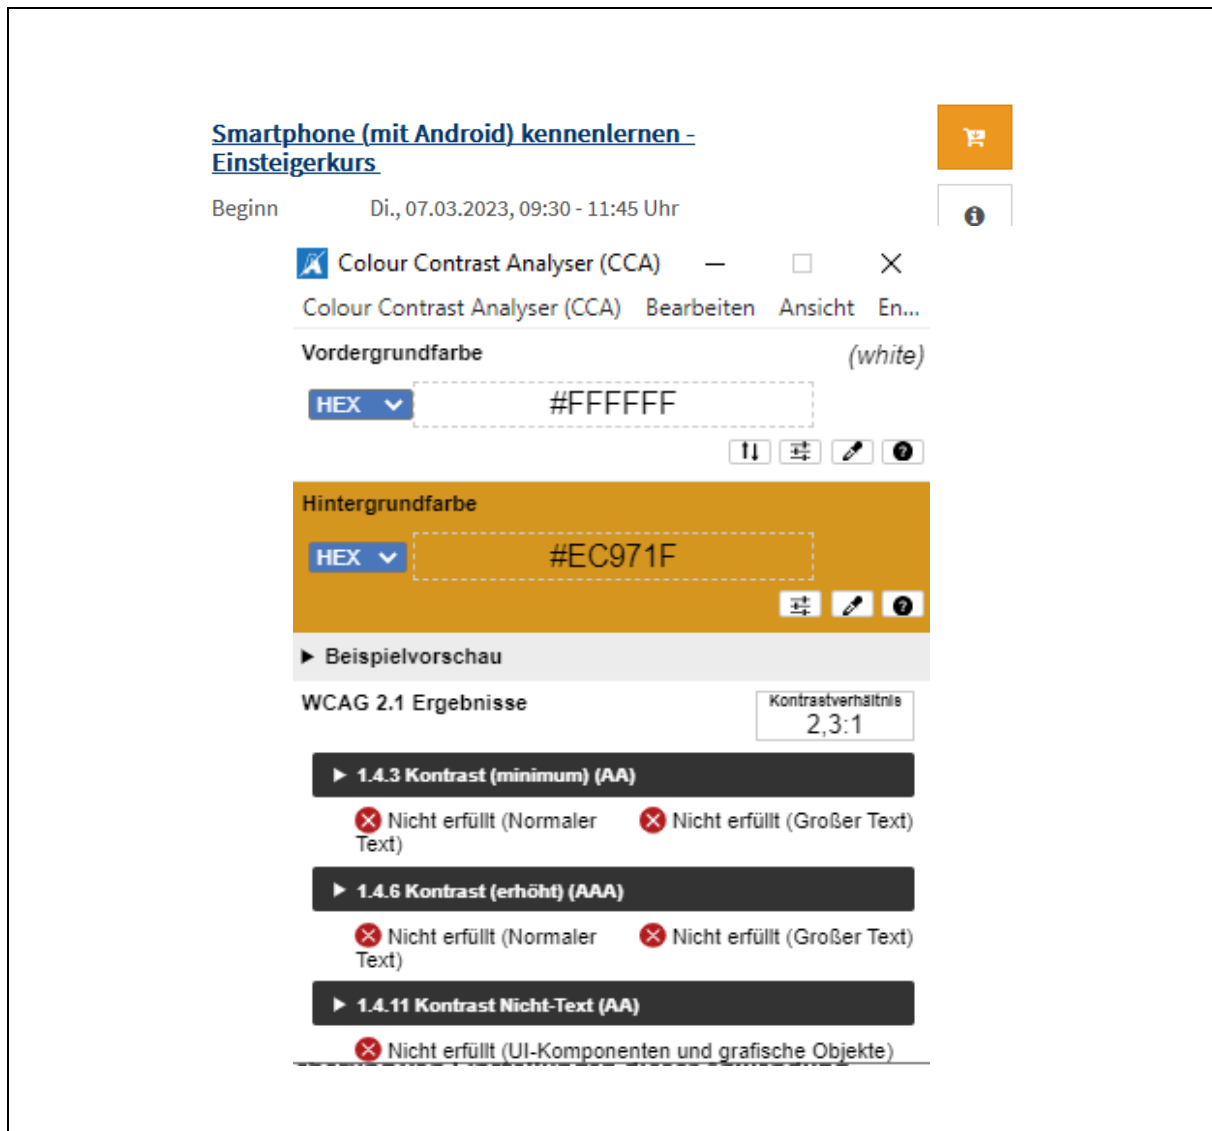 Smartphone (mit Android) kennenlernen -
Einsteigerkurs
Beginn Di., 07.03.2023, 09:30 - 11:45 Uhr
Colour Contrast Analyser (CCA)
Colour Contrast Analyser (CCA) Bearbeiten Ansicht En...
Vordergrundfarbe (white)
HEX #FFFFFF
Hintergrundfarbe
HEX #EC971F
Beispielvorschau
WCAG 2.1 Ergebnisse
Kontrastverhältnis
2,3:1
1.4.3 Kontrast (minimum) (AA)
Nicht erfüllt (Normaler Text)
Nicht erfüllt (Großer Text)
1.4.6 Kontrast (erhöht) (AAA)
Nicht erfüllt (Normaler Text)
Nicht erfüllt (Großer Text)
1.4.11 Kontrast Nicht-Text (AA)
Nicht erfüllt (UI-Komponenten und grafische Objekte)